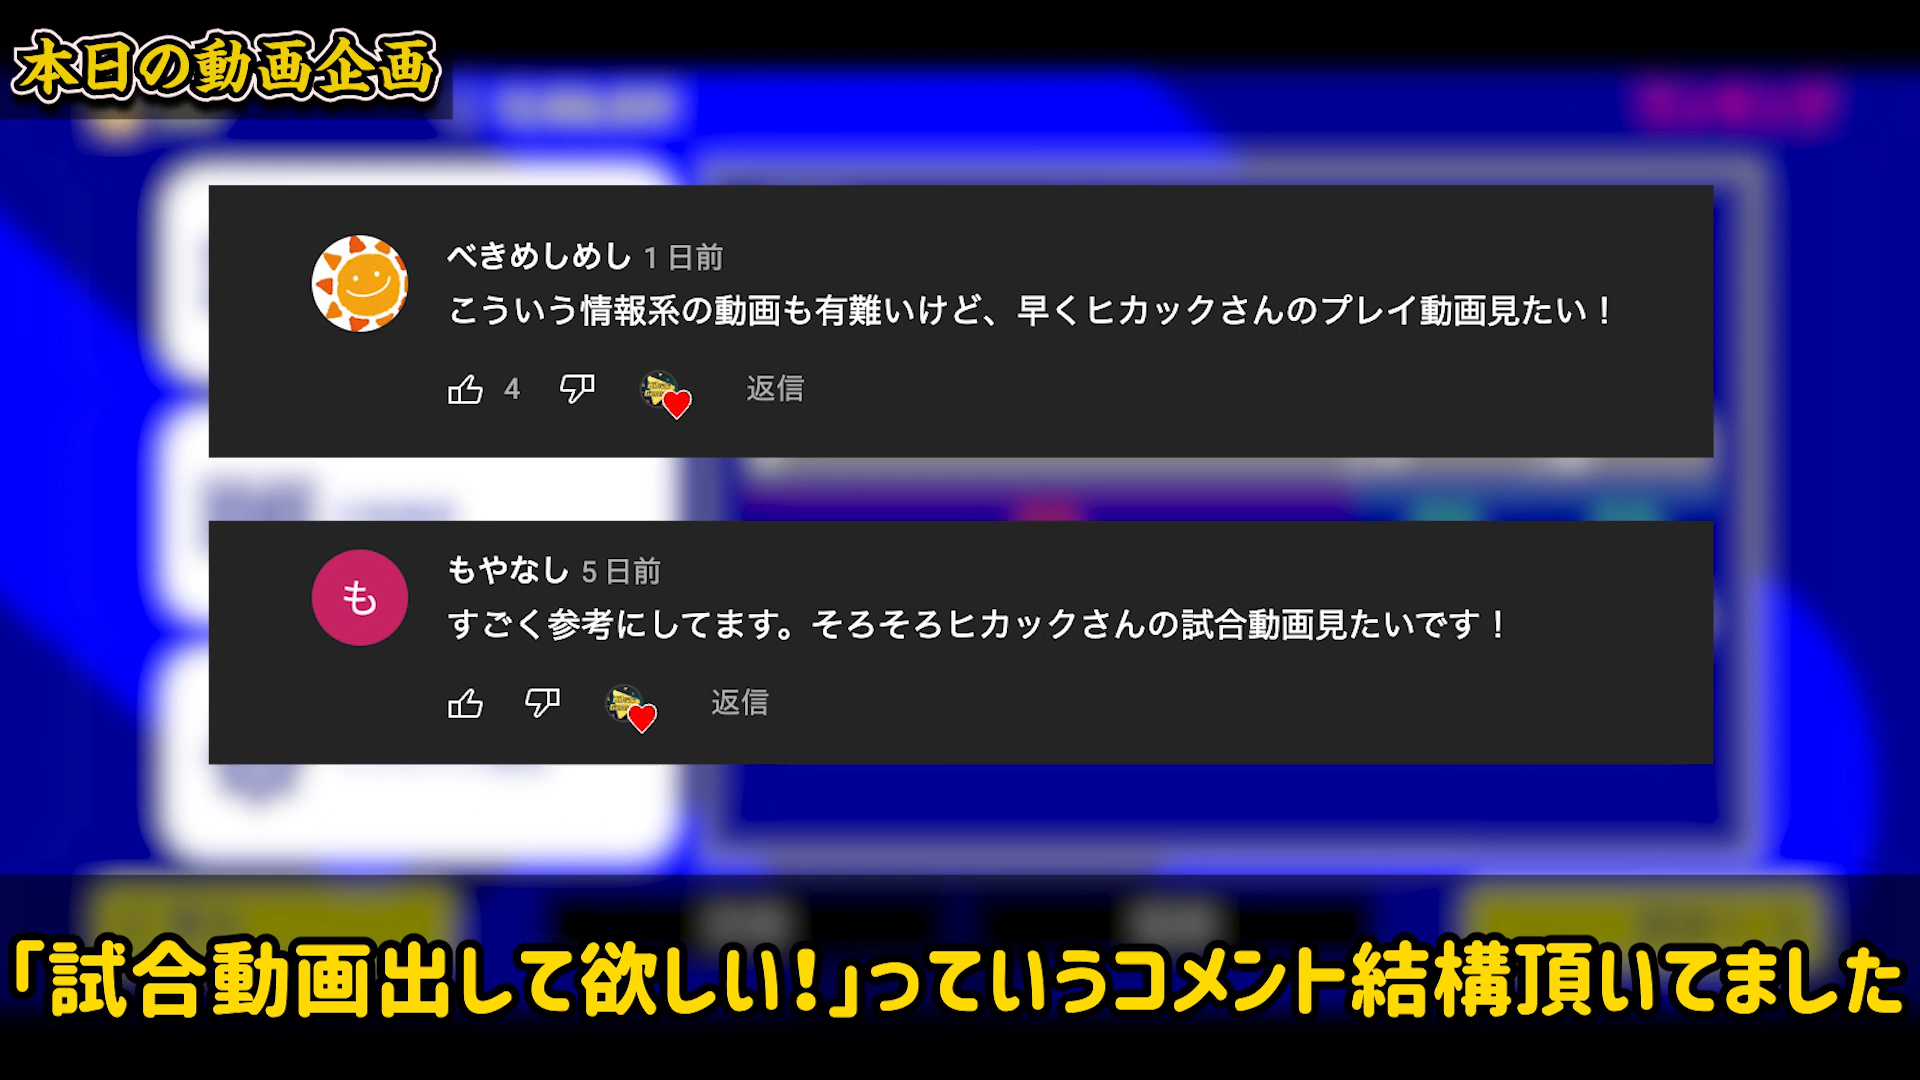 本日の動画企画
べきめしめし 1 日前
こういう情報系の動画も有難いけど、早くヒカックさんのプレイ動画見たい！
4 返信
も
もやなし 5 日前
すごく参考にしてます。そろそろヒカックさんの試合動画見たいです！
返信
「試合動画出して欲しい！」っていうコメント結構頂いてました